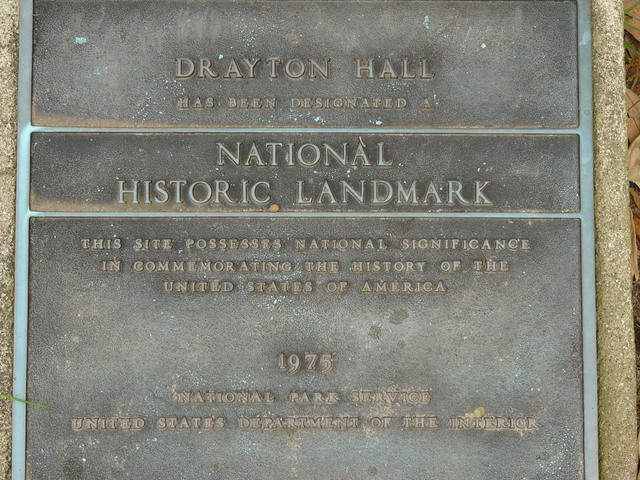 DRAYTON HALL
HAS BEEN DESIGNATED A
NATIONAL
HISTORIC LANDMARK
THIS SITE POSSESSES NATIONAL SIGNIFICANCE
IN COMMEMORATING THE HISTORY OF THE
UNITED STATES OF AMERICA
1975
NATIONAL PARK SERVICE
UNITED STATES DEPARTMENT OF THE INTERIOR